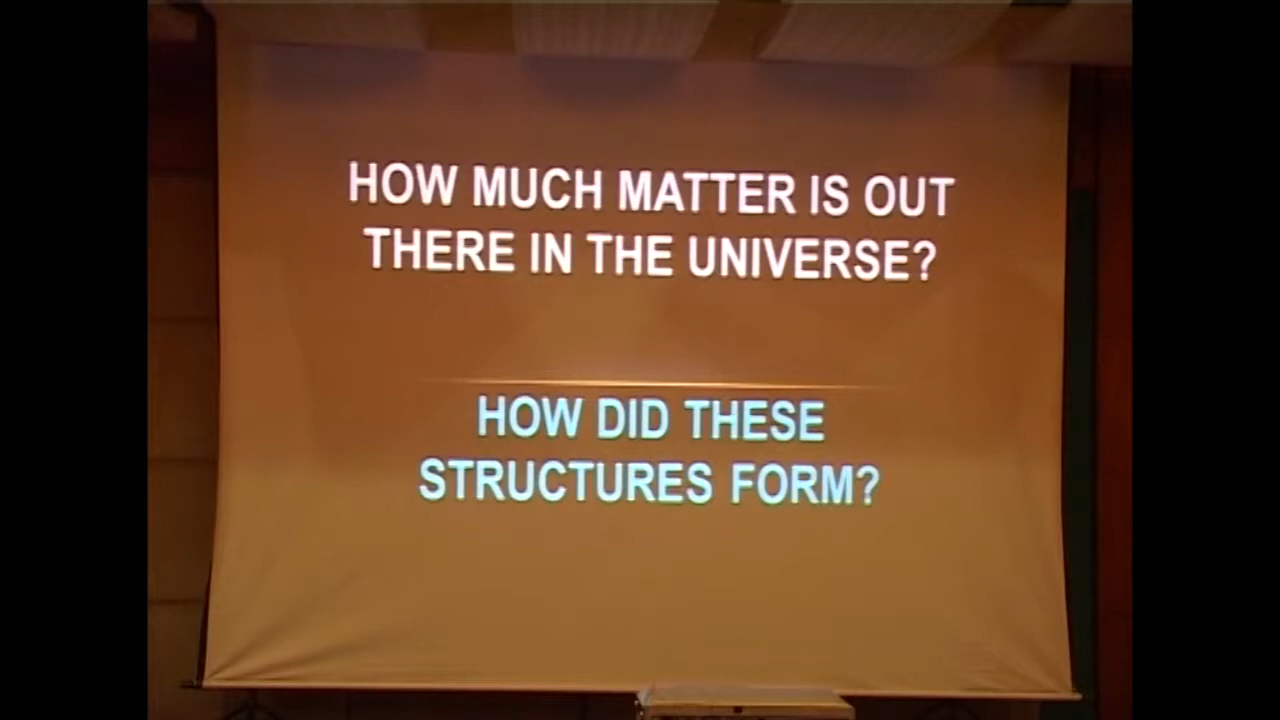 HOW MUCH MATTER IS OUT
THERE IN THE UNIVERSE?
HOW DID THESE
STRUCTURES FORM?